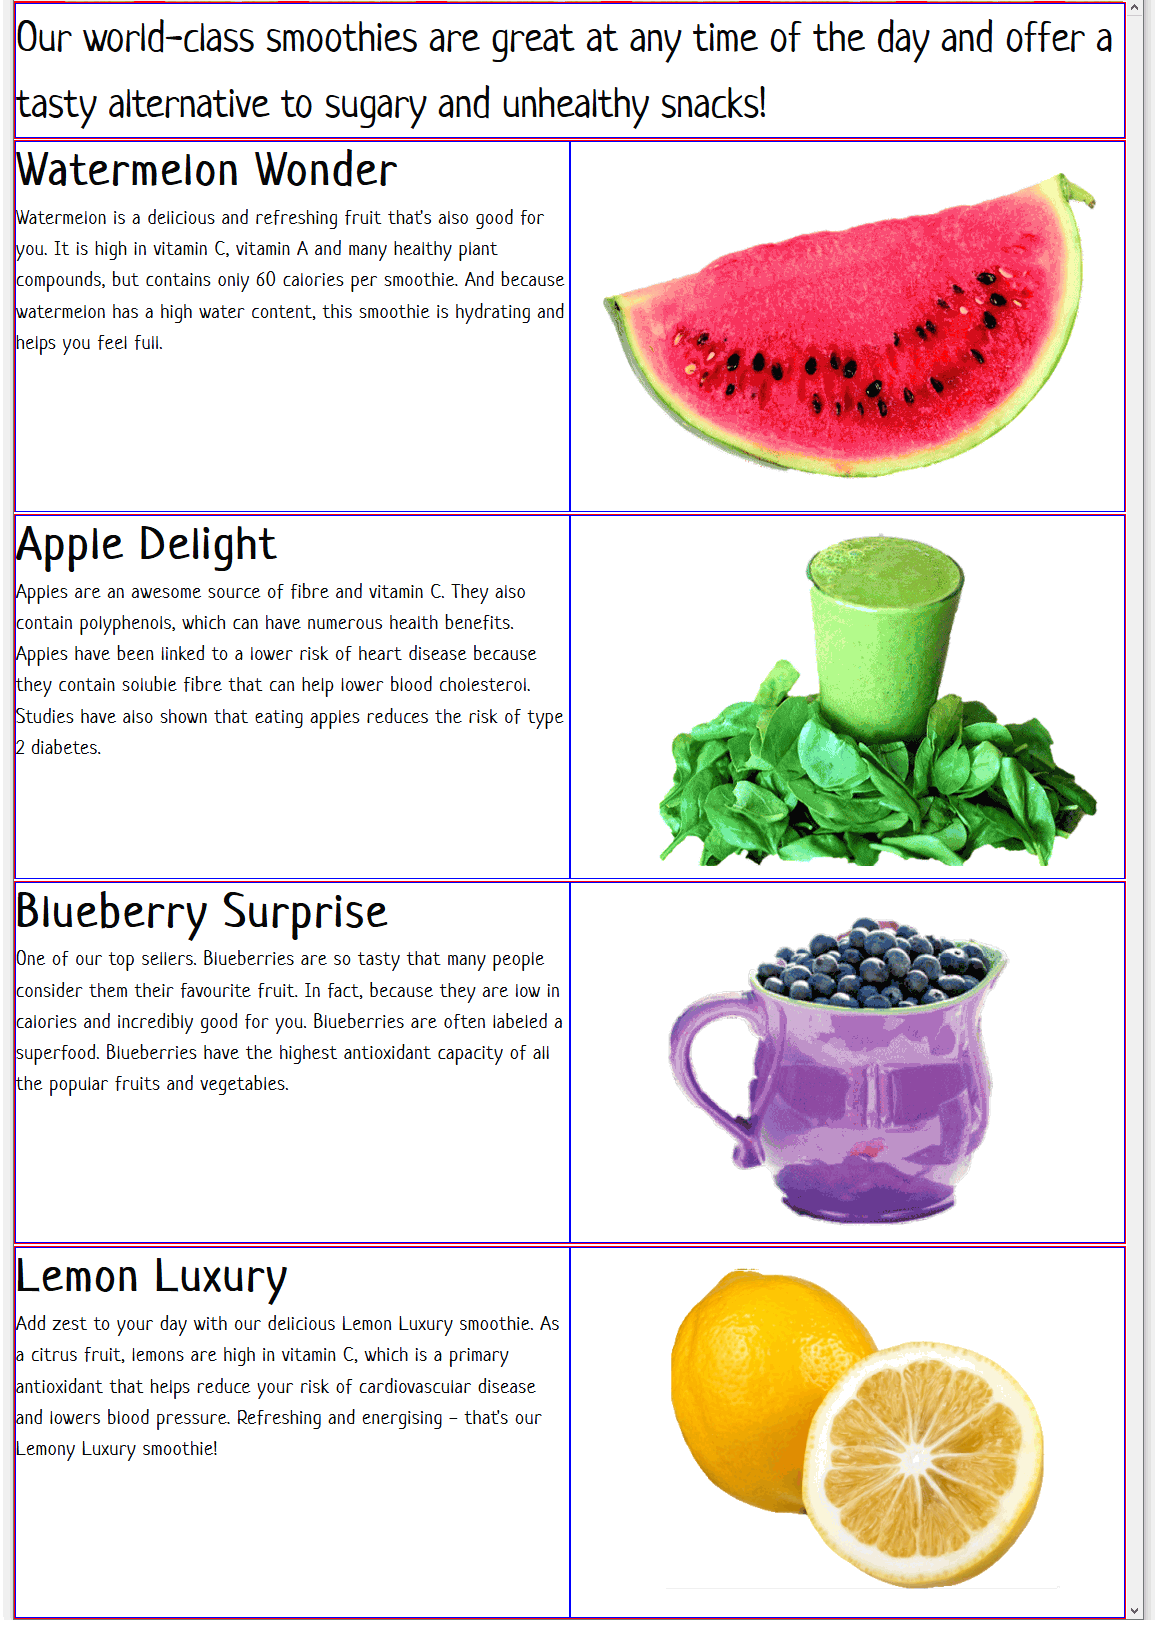 Our world-class smoothies are great at any time of the day and offer a
tasty alternative to sugary and unhealthy snacks!
Watermelon Wonder
Watermelon is a delicious and refreshing fruit that's also good for
you. It is high in vitamin C, vitamin A and many healthy plant
compounds, but contains only 60 calories per smoothie. And because
watermelon has a high water content, this smoothie is hydrating and
helps you feel full.
Apple Delight
Apples are an awesome source of fibre and vitamin C. They also
contain polyphenols, which can have numerous health benefits.
Apples have been linked to a lower risk of heart disease because
they contain soluble fibre that can help lower blood cholesterol.
Studies have also shown that eating apples reduces the risk of type
2 diabetes.
Blueberry Surprise
One of our top sellers. Blueberries are so tasty that many people
consider them their favourite fruit. In fact, because they are low in
calories and incredibly good for you. Blueberries are often labeled a
superfood. Blueberries have the highest antioxidant capacity of all
the popular fruits and vegetables.
Lemon Luxury
Add zest to your day with our delicious Lemon Luxury smoothie. As
a citrus fruit, lemons are high in vitamin C, which is a primary
antioxidant that helps reduce your risk of cardiovascular disease
and lowers blood pressure. Refreshing and energising – that's our
Lemony Luxury smoothie!